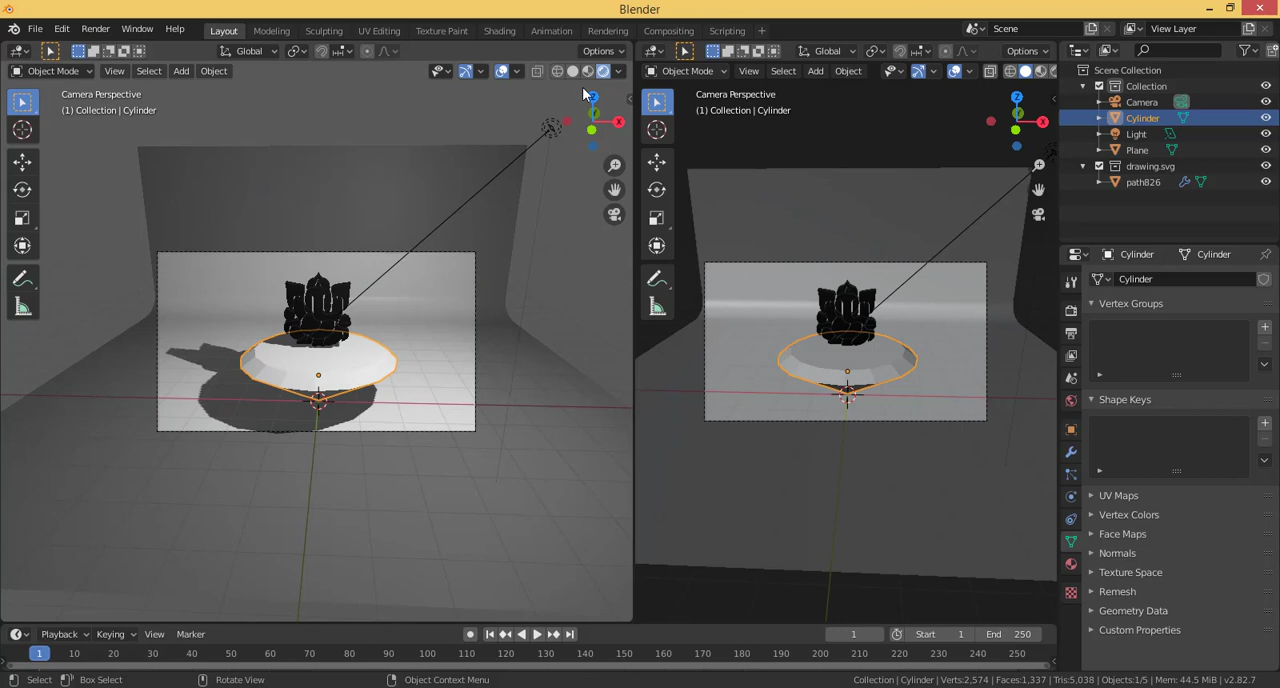 Blender
File Edit Render Window Help Layout Modeling Sculpting UV Editing Texture Paint Shading Animation Rendering Compositing Scripting + Scene View Layer
Global Options Global Options
Object Mode View Select Add Object Object Mode View Select Add Object
Scene Collection
Collection
Camera
Cylinder
Light
Plane
drawing.svg
path826
Camera Perspective
(1) Collection | Cylinder
Z
X
Camera Perspective
(1) Collection | Cylinder
Z
X
Cylinder Cylinder
Cylinder
Vertex Groups
Shape Keys
UV Maps
Vertex Colors
Face Maps
Normals
Texture Space
Remesh
Geometry Data
Custom Properties
Playback Keying View Marker 1 Start 1 End 250
1 10 20 30 40 50 60 70 80 90 100 110 120 130 140 150 160 170 180 190 200 210 220 230 240 250
Select Box Select Rotate View Object Context Menu Collection | Cylinder | Verts:2,574 | Faces:1,337 | Tris:5,038 | Objects:1/5 | Mem: 44.5 MiB | v2.82.7